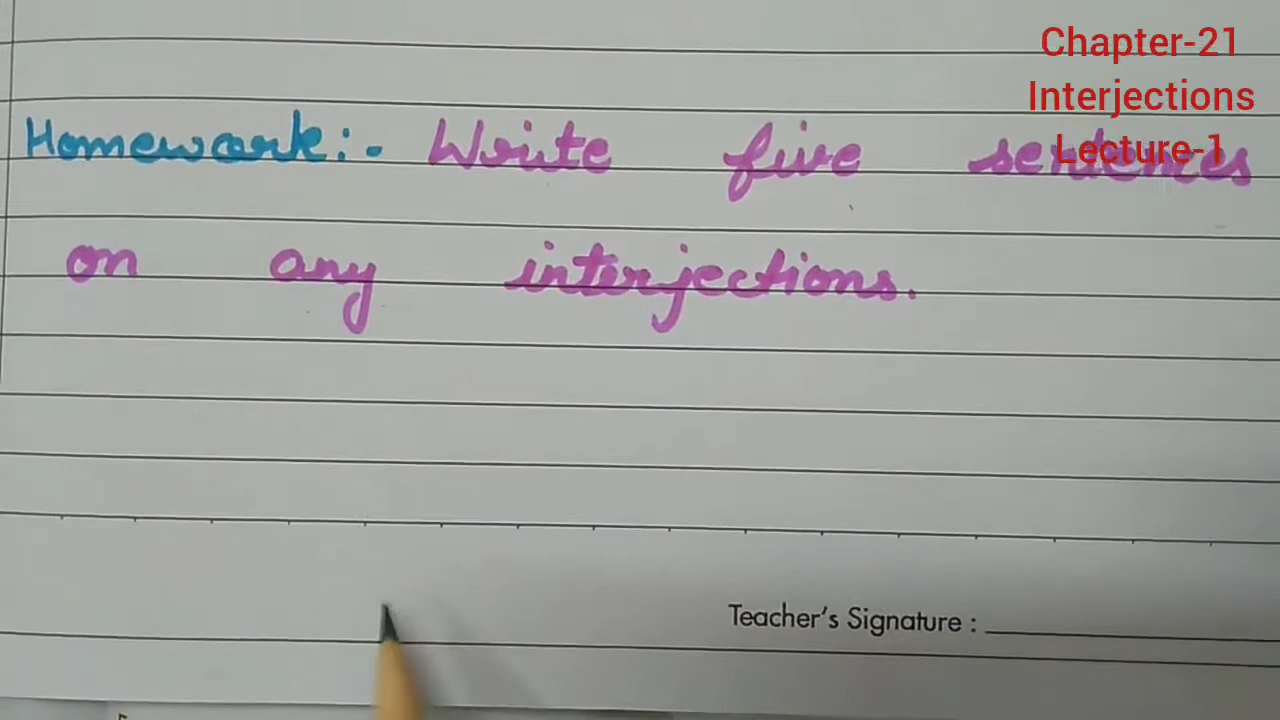 Chapter-21
Interjections
Lecture-1
Homework:- Write five sentences
on any interjections.
Teacher's Signature :